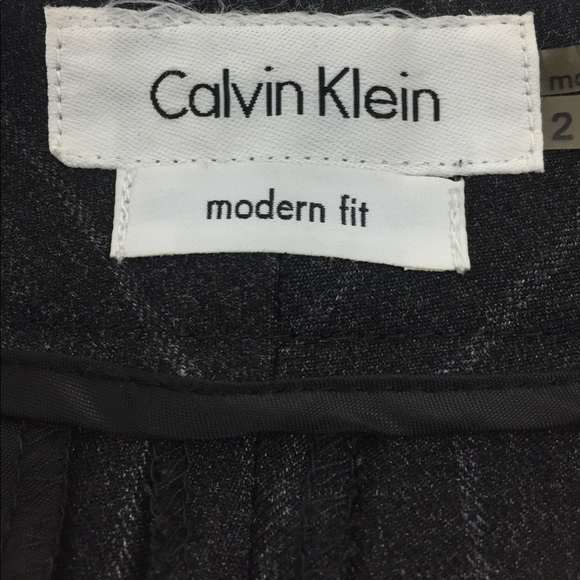 Calvin Klein
modern fit
2